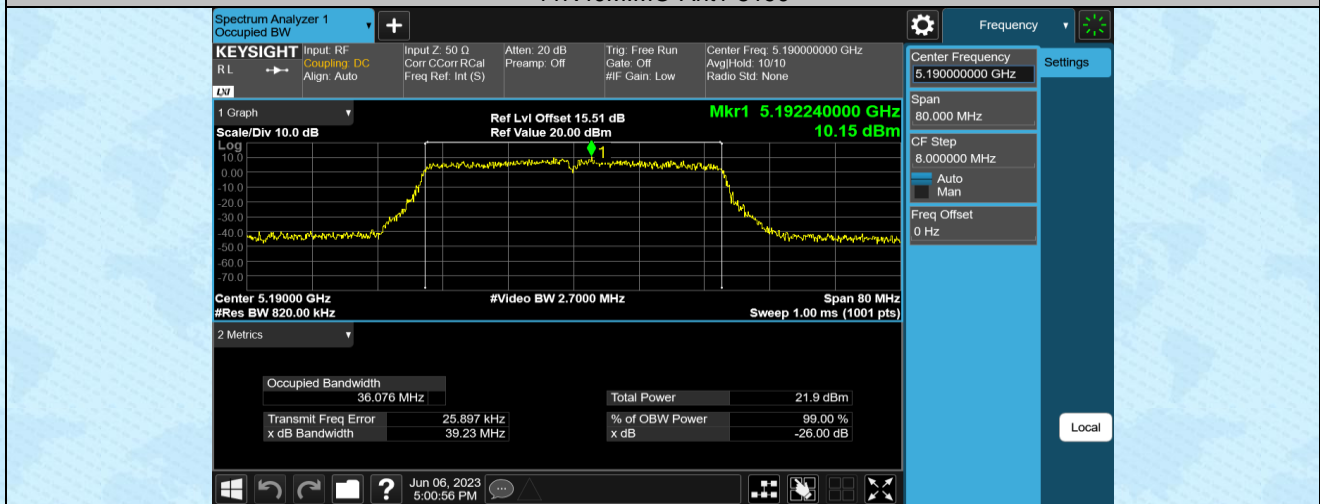 Spectrum Analyzer 1
Occupied BW
Frequency
KEYSIGHT
R L
LXI
Input: RF
Coupling: DC
Align: Auto
Input Z: 50 Ω
Corr CCorr RCal
Freq Ref: Int (S)
Atten: 20 dB
Preamp: Off
Trig: Free Run
Gate: Off
#IF Gain: Low
Center Freq: 5.190000000 GHz
Avg|Hold: 10/10
Radio Std: None
Center Frequency
5.190000000 GHz
Settings
Span
80.000 MHz
CF Step
8.000000 MHz
Auto
Man
Freq Offset
0 Hz
1 Graph
Scale/Div 10.0 dB
Ref Lvl Offset 15.51 dB
Ref Value 20.00 dBm
Mkr1 5.192240000 GHz
10.15 dBm
Log
10.0
0.00
-10.0
-20.0
-30.0
-40.0
-50.0
-60.0
-70.0
1
Center 5.19000 GHz
#Video BW 2.7000 MHz
Span 80 MHz
#Res BW 820.00 kHz
Sweep 1.00 ms (1001 pts)
2 Metrics
Occupied Bandwidth
36.076 MHz
Total Power 21.9 dBm
Transmit Freq Error 25.897 kHz
% of OBW Power 99.00 %
x dB Bandwidth 39.23 MHz
x dB -26.00 dB
Local
?
Jun 06, 2023
5:00:56 PM